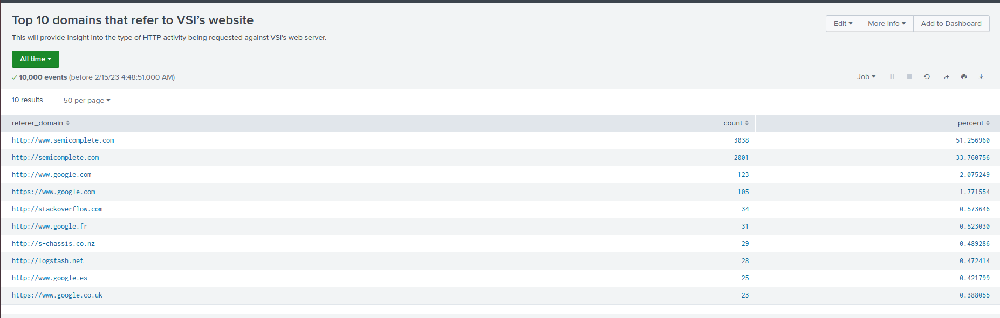 Top 10 domains that refer to VSI’s website
Edit More Info Add to Dashboard
This will provide insight into the type of HTTP activity being requested against VSI's web server.
All time
10,000 events (before 2/15/23 4:48:51.000 AM)
Job
10 results 50 per page
referer_domain count percent
http://www.semicomplete.com 3038 51.256960
http://semicomplete.com 2001 33.760756
http://www.google.com 123 2.075249
https://www.google.com 105 1.771554
http://stackoverflow.com 34 0.573646
http://www.google.fr 31 0.523030
http://s-chassis.co.nz 29 0.489286
http://logstash.net 28 0.472414
http://www.google.es 25 0.421799
https://www.google.co.uk 23 0.388055